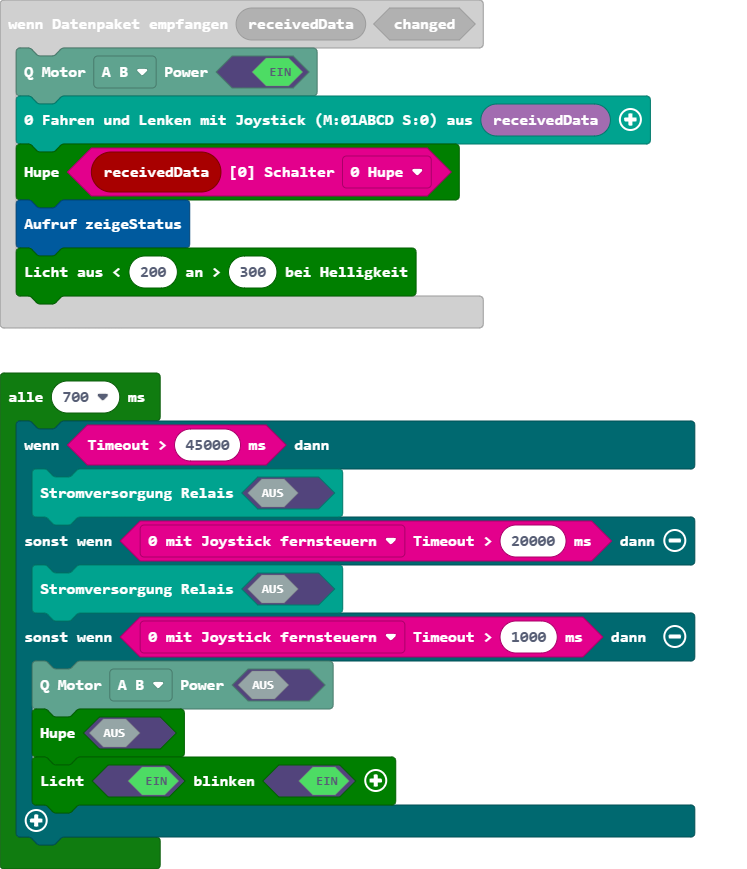 wenn Datenpaket empfangen receivedData changed
Q Motor A B Power EIN
0 Fahren und Lenken mit Joystick (M:01ABCD S:0) aus receivedData
Hupe receivedData [0] Schalter 0 Hupe
Aufruf zeigeStatus
Licht aus < 200 an > 300 bei Helligkeit
alle 700 ms
wenn Timeout > 45000 ms dann
Stromversorgung Relais AUS
sonst wenn 0 mit Joystick fernsteuern Timeout > 20000 ms dann
Stromversorgung Relais AUS
sonst wenn 0 mit Joystick fernsteuern Timeout > 1000 ms dann
Q Motor A B Power AUS
Hupe AUS
Licht EIN blinken EIN